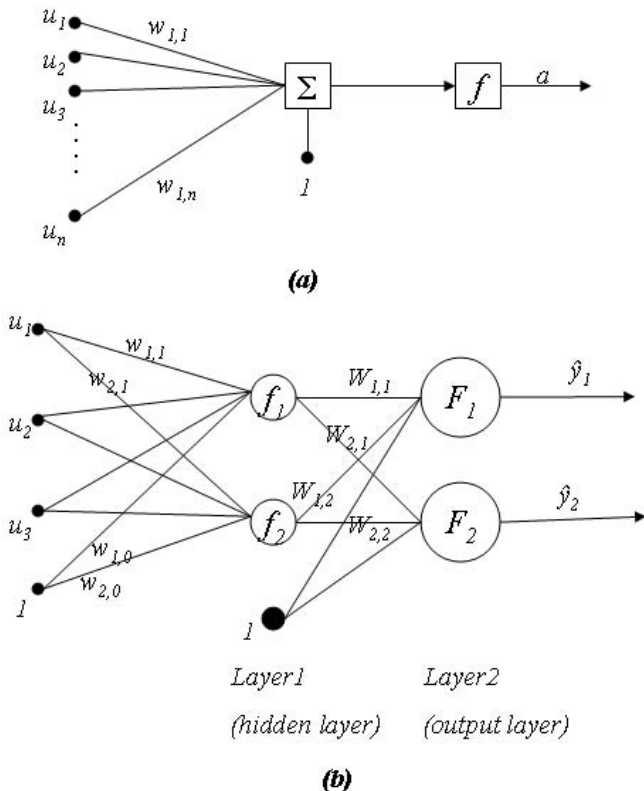 u₁
w₁,₁
u₂
u₃
Σ
f
a
w₁,ₙ
1
uₙ
(a)
u₁
w₁,₁
w₂,₁
f₁
W₁,₁
F₁
ŷ₁
u₂
W₂,₁
W₁,₂
u₃
f₂
W₂,₂
F₂
ŷ₂
w₁,₀
w₂,₀
1
1
Layer1
Layer2
(hidden layer)
(output layer)
(b)